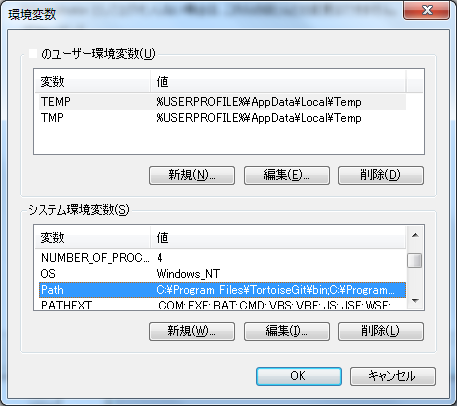 環境変数
のユーザー環境変数(U)
変数 値
TEMP %USERPROFILE%¥AppData¥Local¥Temp
TMP %USERPROFILE%¥AppData¥Local¥Temp
新規(N)... 編集(E)... 削除(D)
システム環境変数(S)
変数 値
NUMBER_OF_PROC... 4
OS Windows_NT
Path C:¥Program Files¥TortoiseGit¥bin;C:¥Program...
PATHEXT .COM;.EXE;.BAT;.CMD;.VBS;.VBE;.JS;.JSE;.WSF;...
新規(W)... 編集(I)... 削除(L)
OK キャンセル